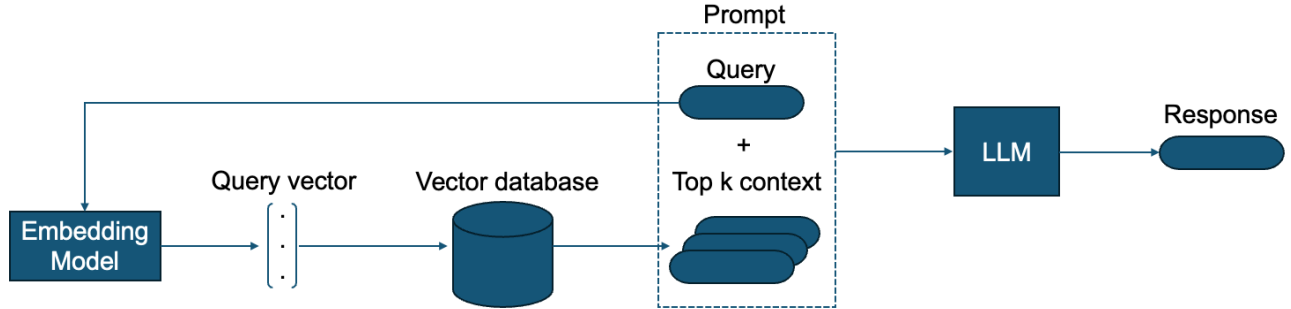 Prompt
Query
+
Top k context
Query vector
Vector database
Embedding
Model
LLM
Response